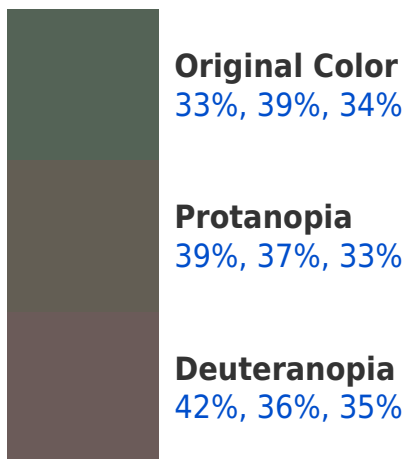 Original Color
33%, 39%, 34%
Protanopia
39%, 37%, 33%
Deuteranopia
42%, 36%, 35%